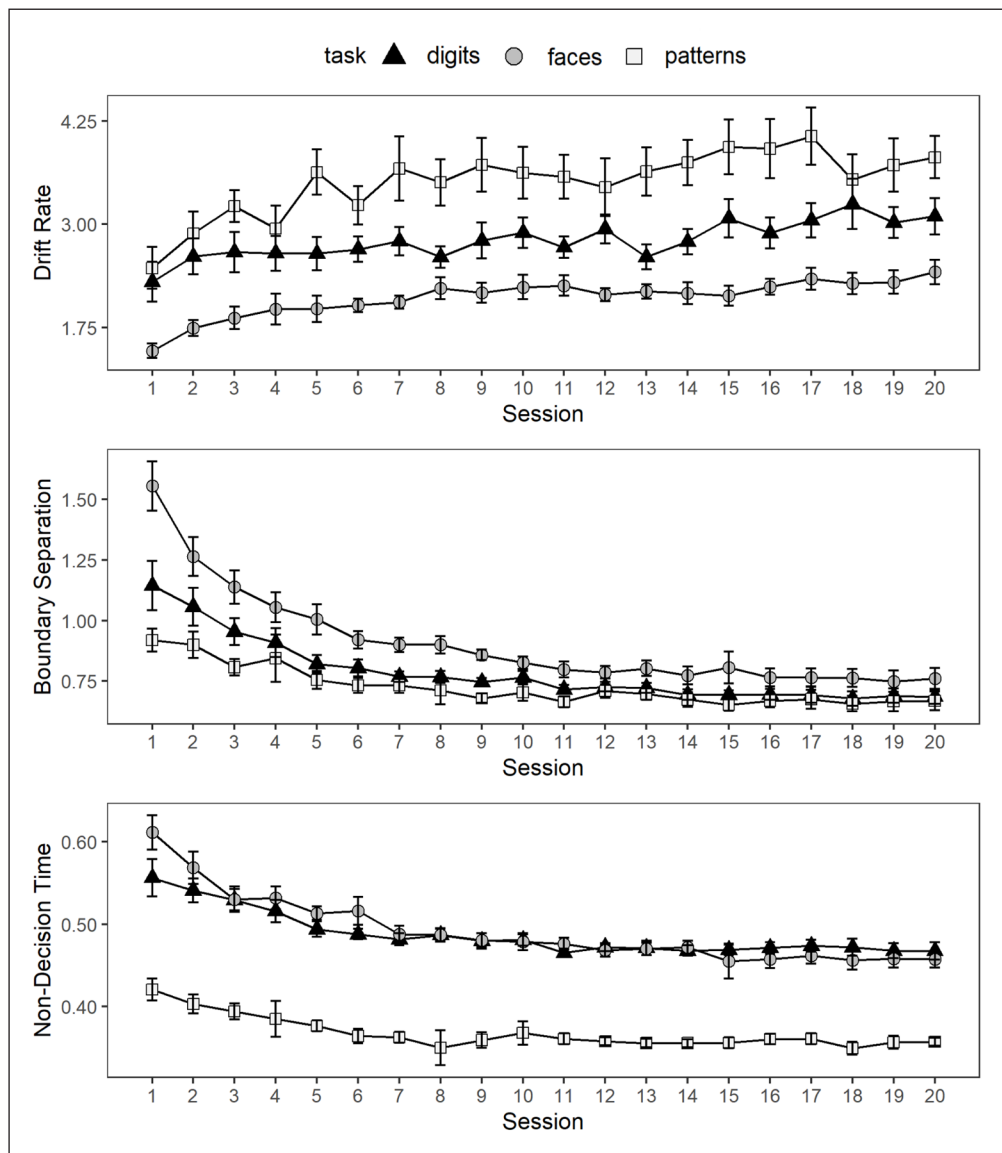 task digits faces patterns
Drift Rate
4.25
3.00
1.75
1 2 3 4 5 6 7 8 9 10 11 12 13 14 15 16 17 18 19 20
Session
Boundary Separation
1.50
1.25
1.00
0.75
1 2 3 4 5 6 7 8 9 10 11 12 13 14 15 16 17 18 19 20
Session
Non-Decision Time
0.60
0.50
0.40
1 2 3 4 5 6 7 8 9 10 11 12 13 14 15 16 17 18 19 20
Session